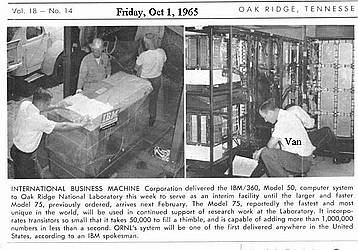 Vol. 18 — No. 14
Friday, Oct 1, 1965
OAK RIDGE, TENNESSE
IBM
Van
INTERNATIONAL BUSINESS MACHINE Corporation delivered the IBM/360, Model 50, computer system
to Oak Ridge National Laboratory this week to serve as an interim facility until the larger and faster
Model 75, previously ordered, arrives next February. The Model 75, reportedly the fastest and most
unique in the world, will be used in continued support of research work at the Laboratory. It incorpo-
rates transistors so small that it takes 50,000 to fill a thimble, and is capable of adding more than 1,000,000
numbers in less than a second. ORNL's system will be one of the first delivered anywhere in the United
States, according to an IBM spokesman.